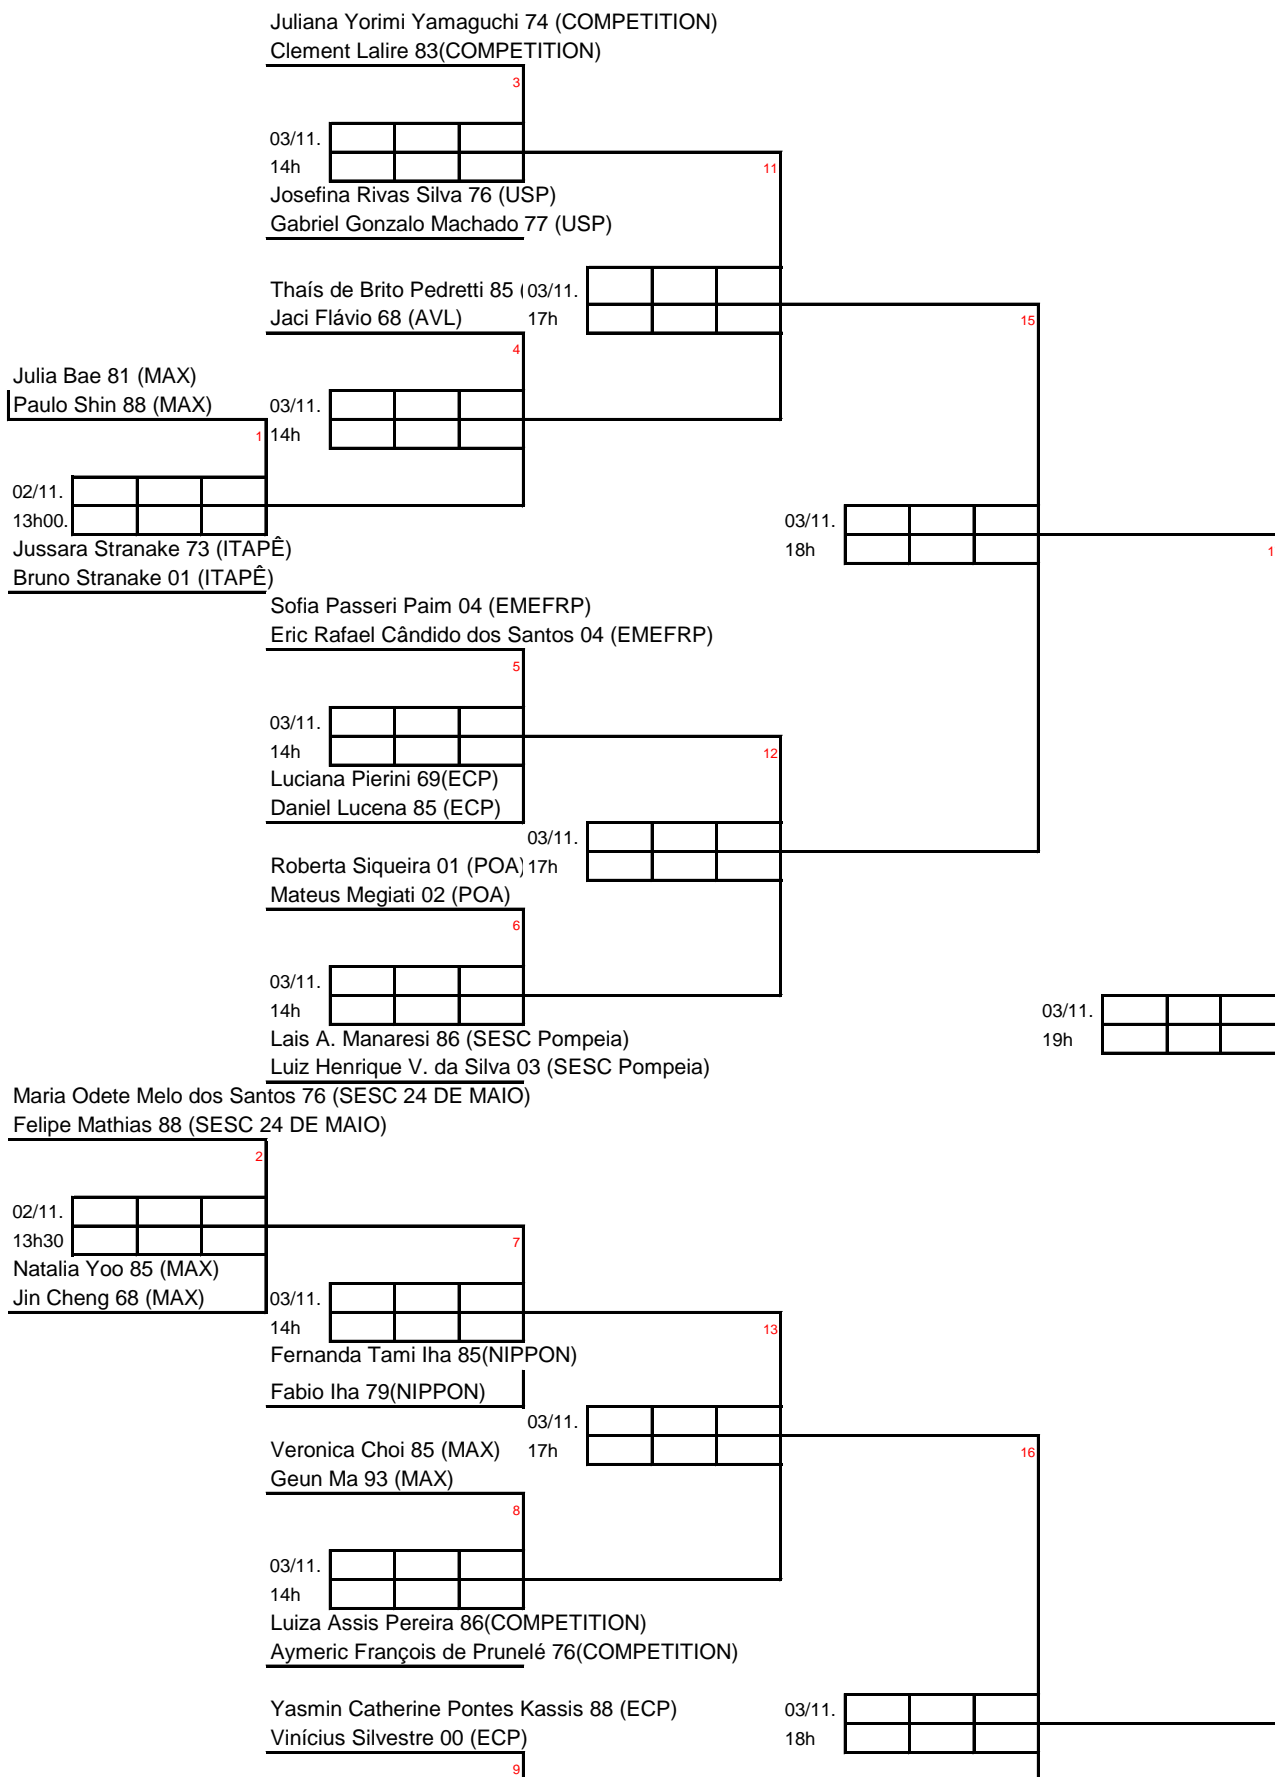 Juliana Yorimi Yamaguchi 74 (COMPETITION)
Clement Lalire 83(COMPETITION)
3
03/11.
14h
11
Josefina Rivas Silva 76 (USP)
Gabriel Gonzalo Machado 77 (USP)
Thaís de Brito Pedretti 85 (
03/11.
Jaci Flávio 68 (AVL)
17h
15
4
Julia Bae 81 (MAX)
Paulo Shin 88 (MAX)
03/11.
1
14h
02/11.
13h00.
03/11.
18h
1
Jussara Stranake 73 (ITAPÊ)
Bruno Stranake 01 (ITAPÊ)
Sofia Passeri Paim 04 (EMEFRP)
Eric Rafael Cândido dos Santos 04 (EMEFRP)
5
03/11.
14h
12
Luciana Pierini 69(ECP)
Daniel Lucena 85 (ECP)
03/11.
Roberta Siqueira 01 (POA)
17h
Mateus Megiati 02 (POA)
6
03/11.
14h
03/11.
19h
Lais A. Manaresi 86 (SESC Pompeia)
Luiz Henrique V. da Silva 03 (SESC Pompeia)
Maria Odete Melo dos Santos 76 (SESC 24 DE MAIO)
Felipe Mathias 88 (SESC 24 DE MAIO)
2
02/11.
13h30
7
Natalia Yoo 85 (MAX)
Jin Cheng 68 (MAX)
03/11.
14h
13
Fernanda Tami Iha 85(NIPPON)
Fabio Iha 79(NIPPON)
03/11.
Veronica Choi 85 (MAX)
17h
16
Geun Ma 93 (MAX)
8
03/11.
14h
Luiza Assis Pereira 86(COMPETITION)
Aymeric François de Prunelé 76(COMPETITION)
Yasmin Catherine Pontes Kassis 88 (ECP)
03/11.
Vinícius Silvestre 00 (ECP)
18h
9